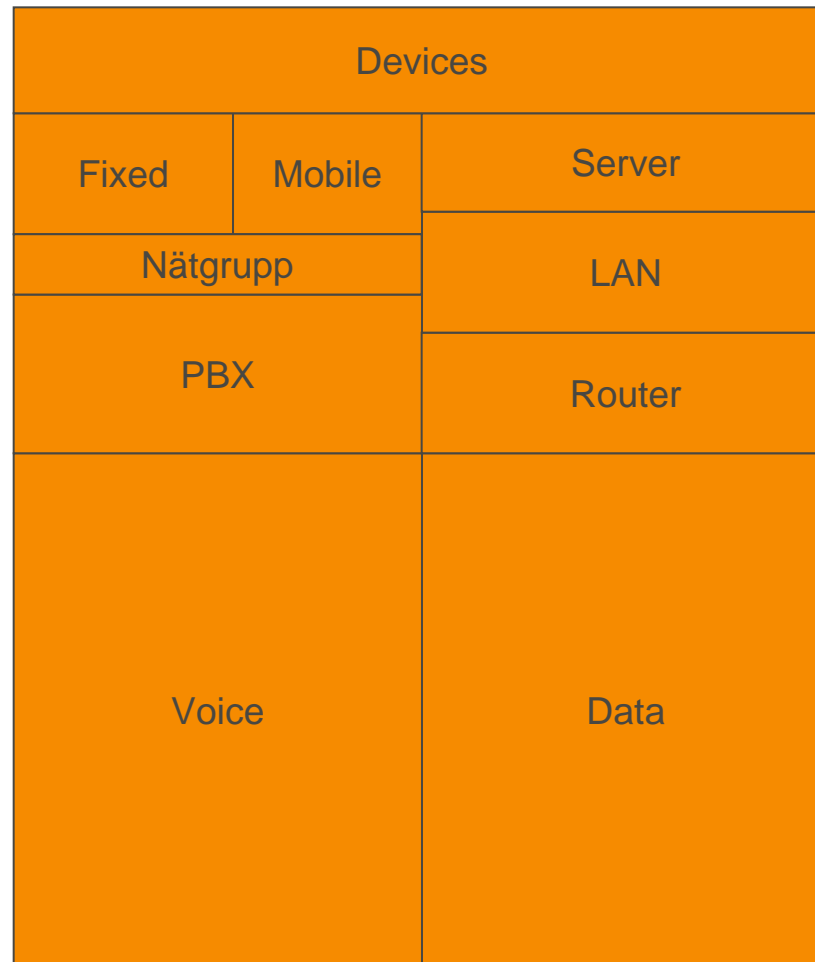 Devices
Fixed
Mobile
Server
Nätgrupp
LAN
PBX
Router
Voice
Data